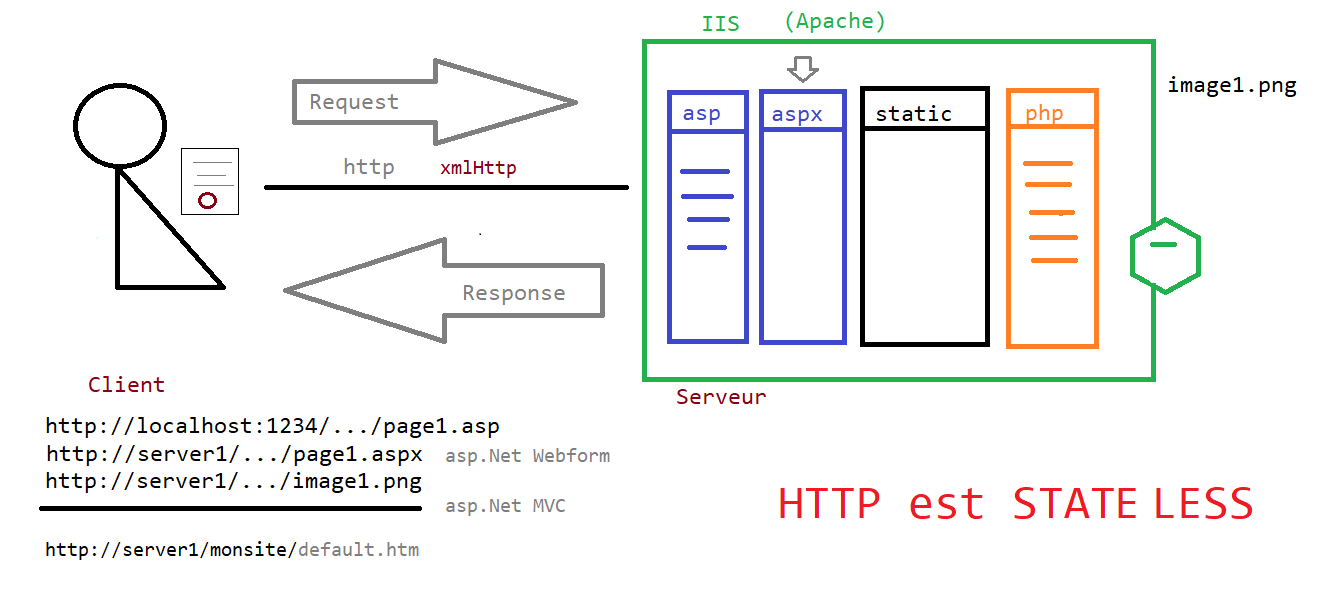 IIS (Apache)
Request
http xmlHttp
Response
asp
aspx
static
php
image1.png
Client
Serveur
http://localhost:1234/.../page1.asp
http://server1/.../page1.aspx asp.Net Webform
http://server1/.../image1.png
asp.Net MVC
http://server1/monsite/default.htm
HTTP est STATE LESS